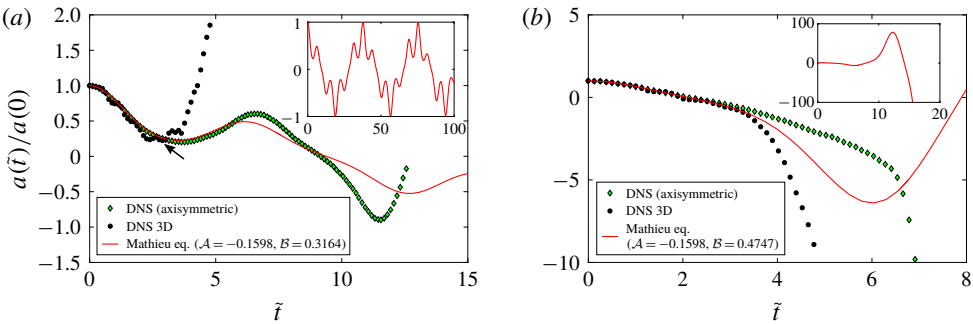 (a)
2.0
1.5
1.0
0.5
0
−0.5
−1.0
−1.5
0
5
10
15
a(t̃)/a(0)
t̃
1
0
−1
0
50
100
DNS (axisymmetric)
DNS 3D
Mathieu eq. (𝒜 = −0.1598, ℬ = 0.3164)
(b)
5
0
−5
−10
0
2
4
6
8
t̃
100
0
−100
0
10
20
DNS (axisymmetric)
DNS 3D
Mathieu eq.
(𝒜 = −0.1598, ℬ = 0.4747)